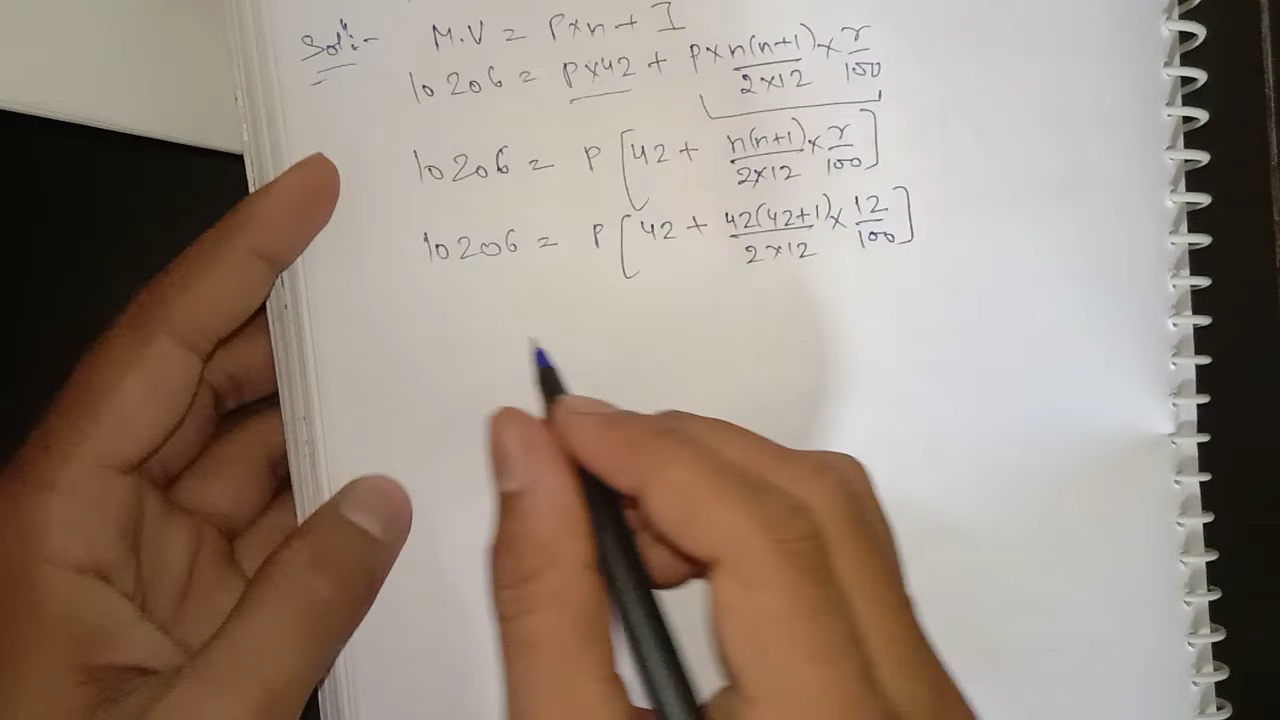 Solⁿ:- M.V = P×n + I
10206 = P×42 + P×n(n+1)/2×12 × r/100
10206 = P[42 + n(n+1)/2×12 × r/100]
10206 = P[42 + 42(42+1)/2×12 × 12/100]